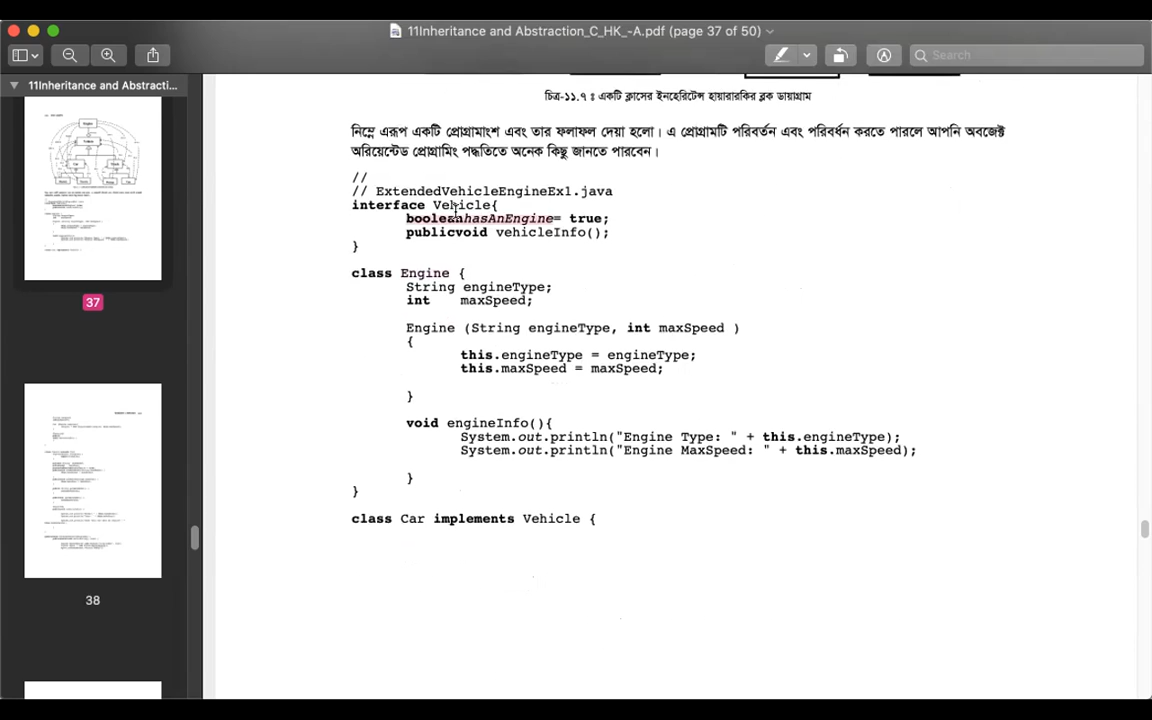 11Inheritance and Abstraction_C_HK_-A.pdf (page 37 of 50)
Search
11Inheritance and Abstracti...
চিত্র-১১.৭ : একটি ক্লাসের ইনহেরিটেন্স হায়ারারকির ব্লক ডায়াগ্রাম
নিম্নে এরূপ একটি প্রোগ্রামাংশ এবং তার ফলাফল দেয়া হলো। এ প্রোগ্রামটি পরিবর্তন এবং পরিবর্ধন করতে পারলে আপনি অবজেক্ট
অরিয়েন্টেড প্রোগ্রামিং পদ্ধতিতে অনেক কিছু জানতে পারবেন।
//
// ExtendedVehicleEngineEx1.java
interface Vehicle{
booleanhasAnEngine= true;
publicvoid vehicleInfo();
}
class Engine {
String engineType;
int maxSpeed;
Engine (String engineType, int maxSpeed )
{
this.engineType = engineType;
this.maxSpeed = maxSpeed;
}
void engineInfo(){
System.out.println("Engine Type: " + this.engineType);
System.out.println("Engine MaxSpeed: " + this.maxSpeed);
}
}
class Car implements Vehicle {
37
38